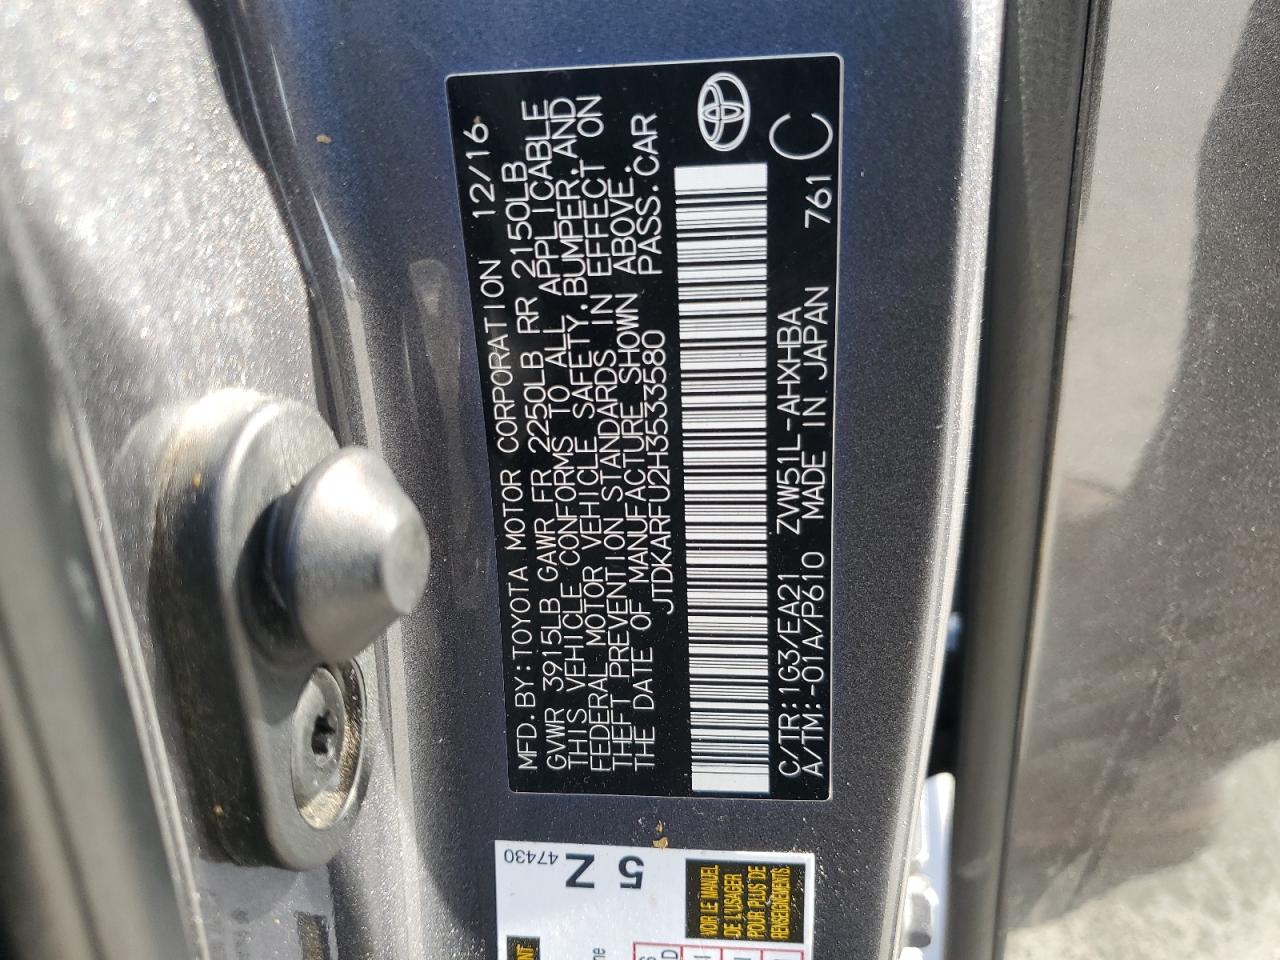 MFD.BY:TOYOTA MOTOR CORPORATION 12/16
GVWR 3915LB GAWR FR 2250LB RR 2150LB
THIS VEHICLE CONFORMS TO ALL APPLICABLE
FEDERAL MOTOR VEHICLE SAFETY,BUMPER,AND
THEFT PREVENTION STANDARDS IN EFFECT ON
THE DATE OF MANUFACTURE SHOWN ABOVE.
JTDKARFU2H3533580 PASS.CAR
C/TR:1G3/EA21 ZVW51L-AHXHBA
A/TM:-01A/P610 MADE IN JAPAN 761 C
47430
5 Z
VOIR LE MANUEL
DE L'USAGER
POUR PLUS DE
RENSEIGNEMENTS